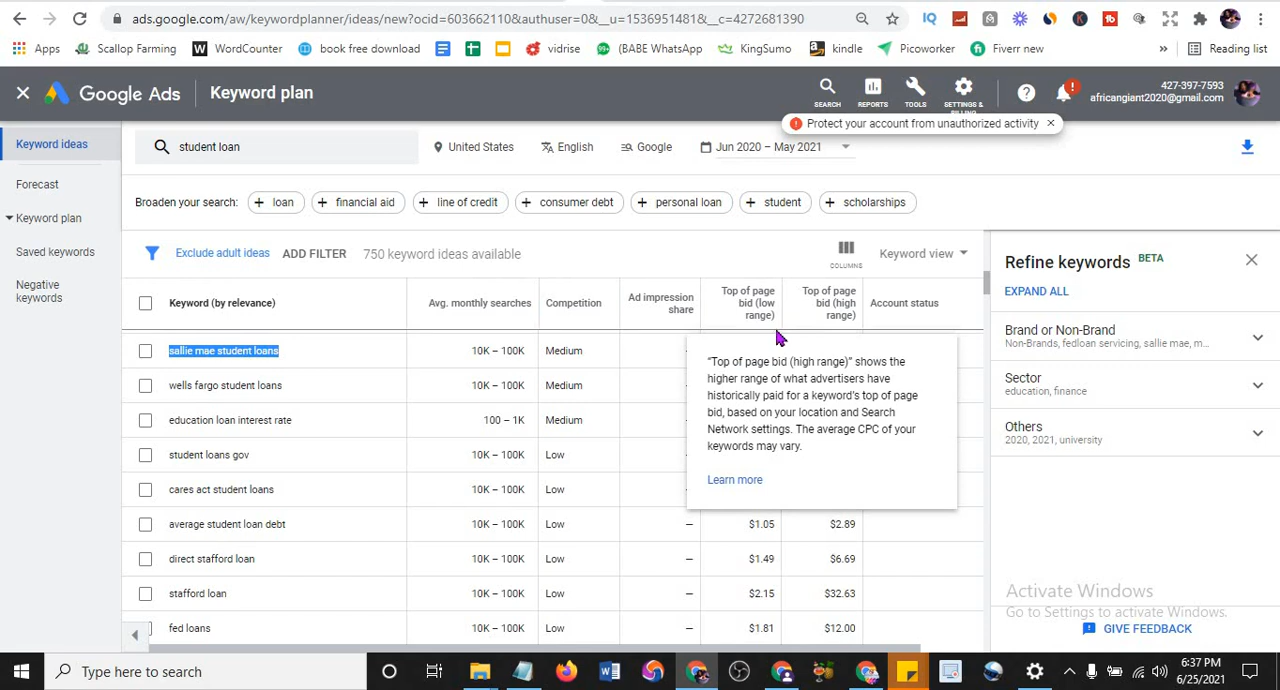 ads.google.com/aw/keywordplanner/ideas/new?ocid=603662110&authuser=0&__u=1536951481&__c=4272681390
Apps Scallop Farming W WordCounter book free download vidrise (BABE WhatsApp KingSumo kindle Picoworker Fiverr new » Reading list
Google Ads Keyword plan
SEARCH REPORTS TOOLS SETTINGS &
427-397-7593
africangiant2020@gmail.com
Protect your account from unauthorized activity
Keyword ideas
Forecast
Keyword plan
Saved keywords
Negative
keywords
student loan United States English Google Jun 2020 – May 2021
Broaden your search: + loan + financial aid + line of credit + consumer debt + personal loan + student + scholarships
Exclude adult ideas ADD FILTER 750 keyword ideas available COLUMNS Keyword view
Keyword (by relevance) Avg. monthly searches Competition Ad impression share Top of page bid (low range) Top of page bid (high range) Account status
sallie mae student loans 10K – 100K Medium
wells fargo student loans 10K – 100K Medium
education loan interest rate 100 – 1K Medium
student loans gov 10K – 100K Low
cares act student loans 10K – 100K Low
average student loan debt 10K – 100K Low – $1.05 $2.89
direct stafford loan 10K – 100K Low – $1.49 $6.69
stafford loan 10K – 100K Low – $2.15 $32.63
fed loans 10K – 100K Low – $1.81 $12.00
“Top of page bid (high range)” shows the
higher range of what advertisers have
historically paid for a keyword's top of page
bid, based on your location and Search
Network settings. The average CPC of your
keywords may vary.
Learn more
Refine keywords BETA
EXPAND ALL
Brand or Non-Brand
Non-Brands, fedloan servicing, sallie mae, m...
Sector
education, finance
Others
2020, 2021, university
Activate Windows
Go to Settings to activate Windows.
GIVE FEEDBACK
Type here to search
6:37 PM
6/25/2021